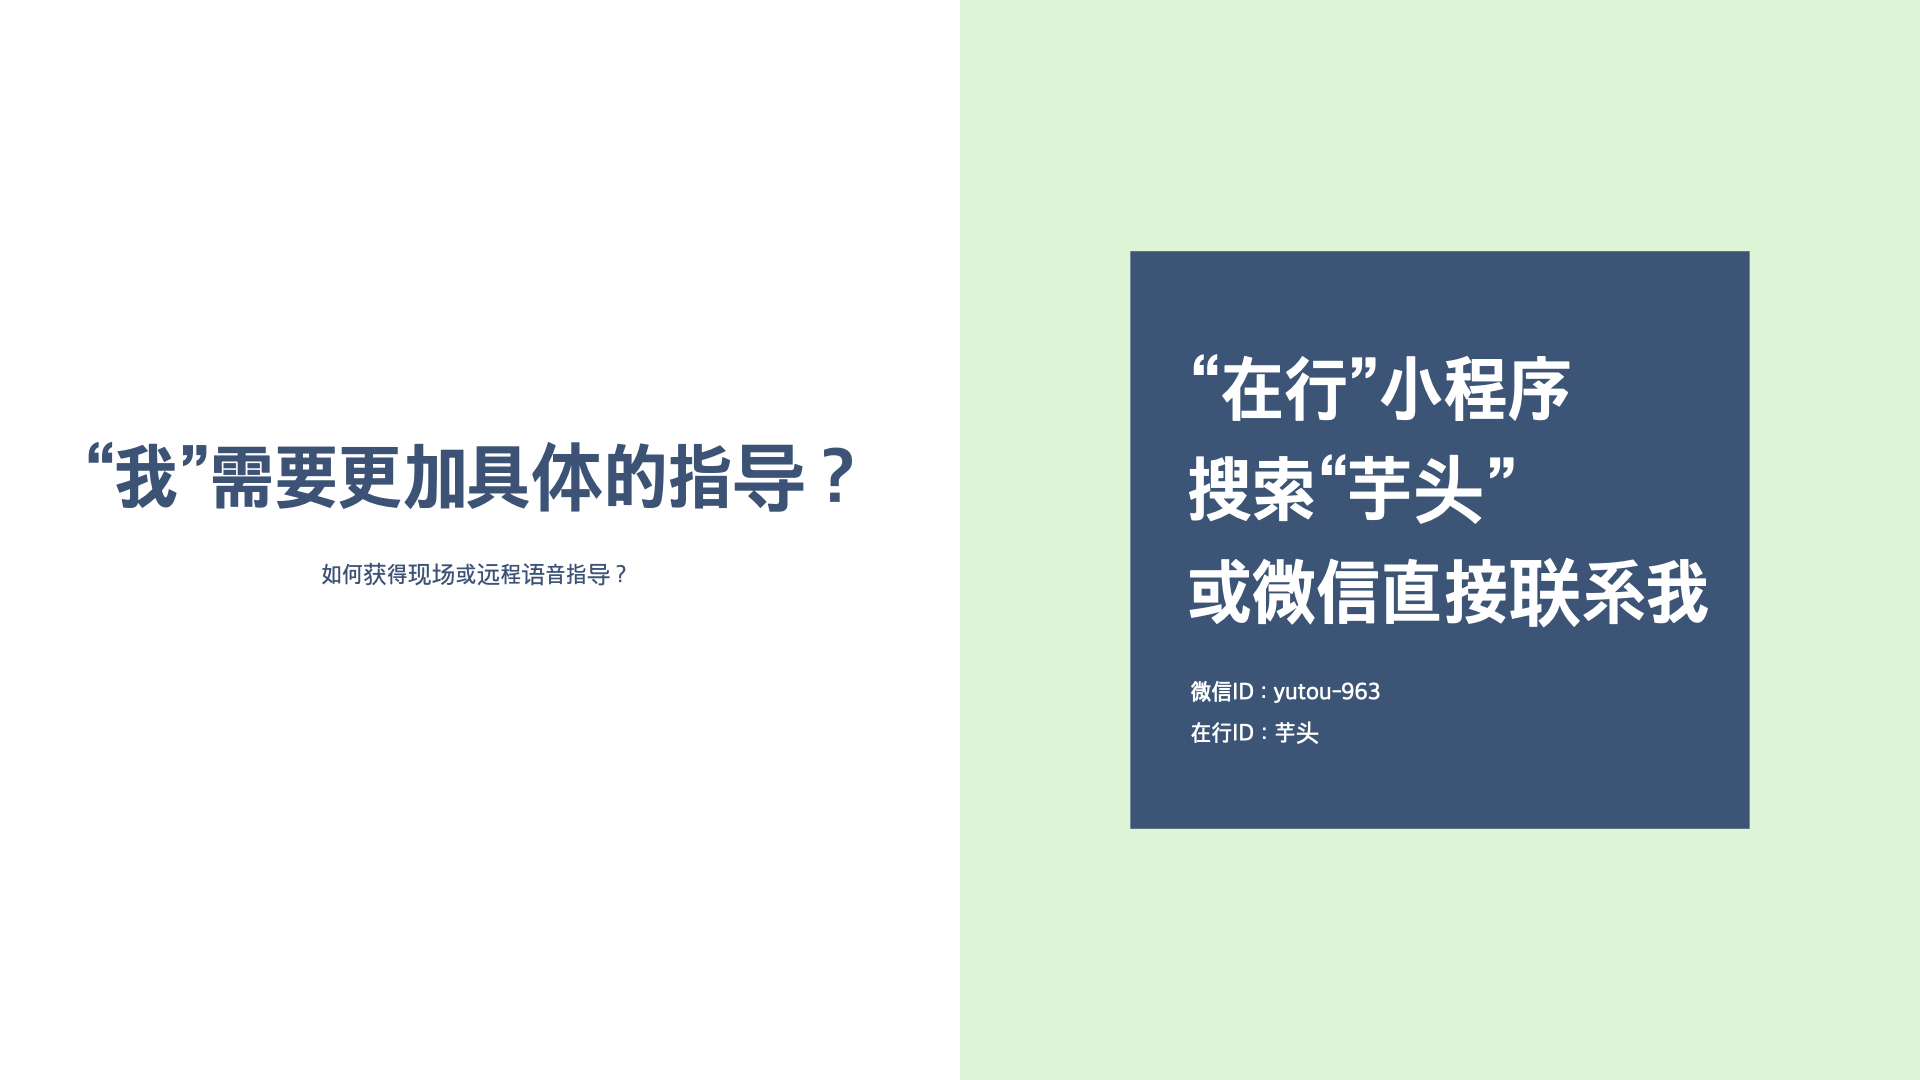 “我”需要更加具体的指导？
如何获得现场或远程语音指导？
“在行”小程序
搜索“芋头”
或微信直接联系我
微信ID：yutou-963
在行ID：芋头